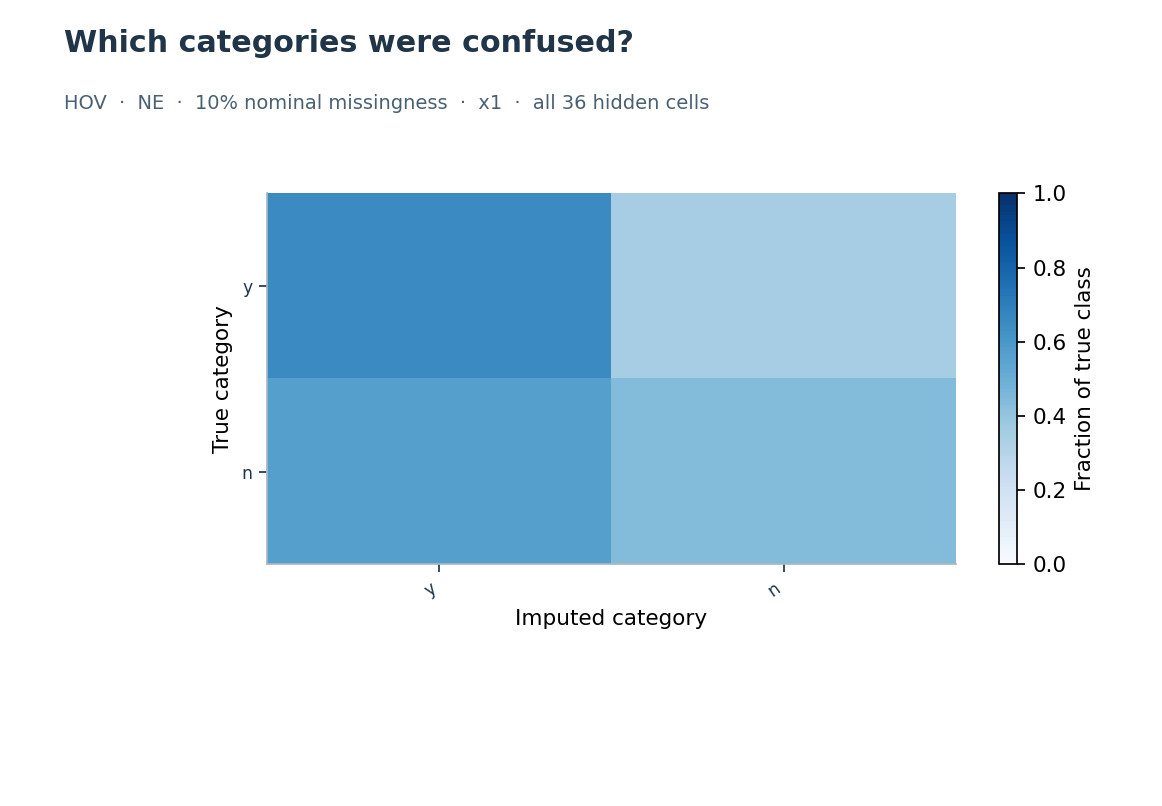 Which categories were confused?
HOV · NE · 10% nominal missingness · x1 · all 36 hidden cells
True category
y
n
y
n
Imputed category
1.0
0.8
0.6
0.4
0.2
0.0
Fraction of true class